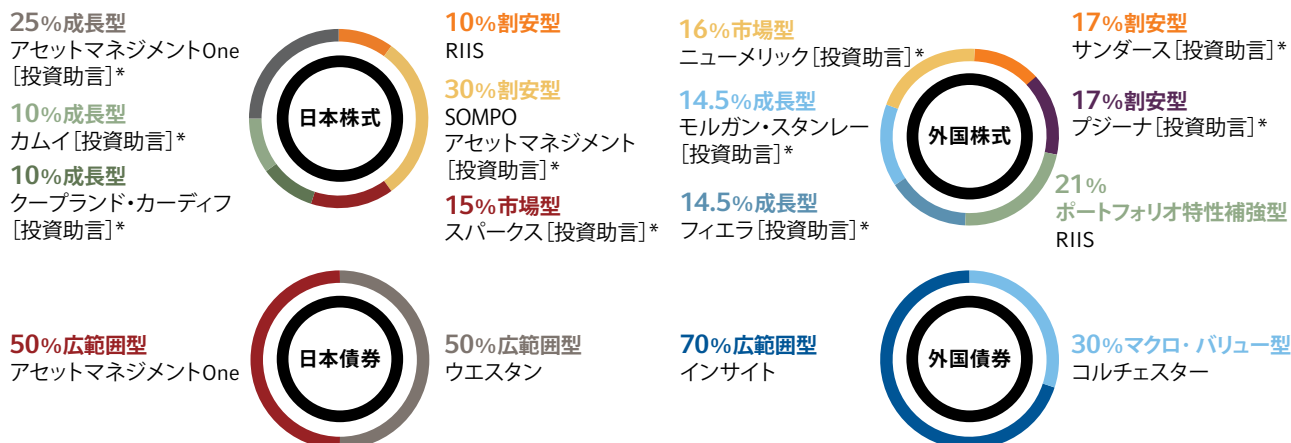 25%成長型
アセットマネジメントOne
[投資助言]*
10%成長型
カムイ[投資助言]*
10%成長型
クープランド・カーディフ
[投資助言]*
日本株式
10%割安型
RIIS
30%割安型
SOMPO
アセットマネジメント
[投資助言]*
15%市場型
スパークス[投資助言]*
16%市場型
ニューメリック[投資助言]*
14.5%成長型
モルガン・スタンレー
[投資助言]*
14.5%成長型
フィエラ[投資助言]*
外国株式
17%割安型
サンダース[投資助言]*
17%割安型
プジーナ[投資助言]*
21%
ポートフォリオ特性補強型
RIIS
50%広範囲型
アセットマネジメントOne
日本債券
50%広範囲型
ウエスタン
70%広範囲型
インサイト
外国債券
30%マクロ・バリュー型
コルチェスター